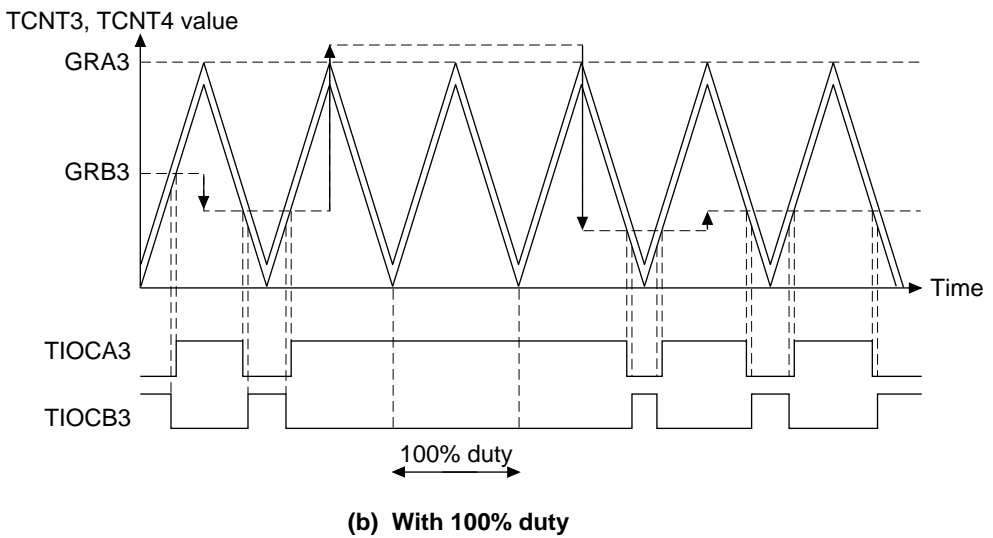 TCNT3, TCNT4 value
GRA3
GRB3
Time
TIOCA3
TIOCB3
100% duty
(b) With 100% duty